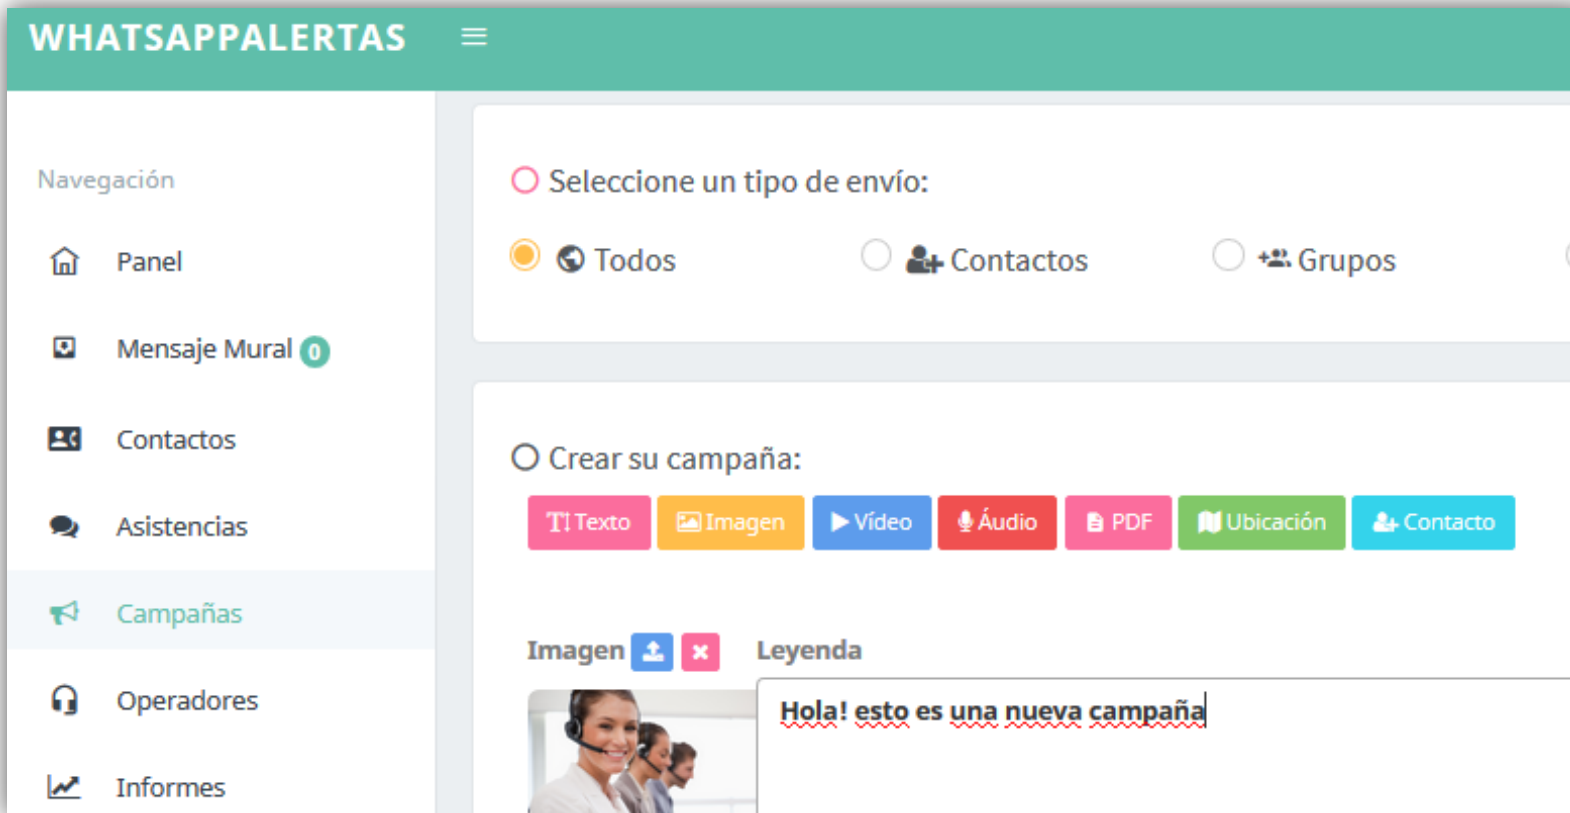 WHATSAPPALERTAS
Navegación
Panel
Mensaje Mural 0
Contactos
Asistencias
Campañas
Operadores
Informes
Seleccione un tipo de envío:
Todos Contactos Grupos
Crear su campaña:
Texto Imagen Vídeo Áudio PDF Ubicación Contacto
Imagen Leyenda
Hola! esto es una nueva campaña